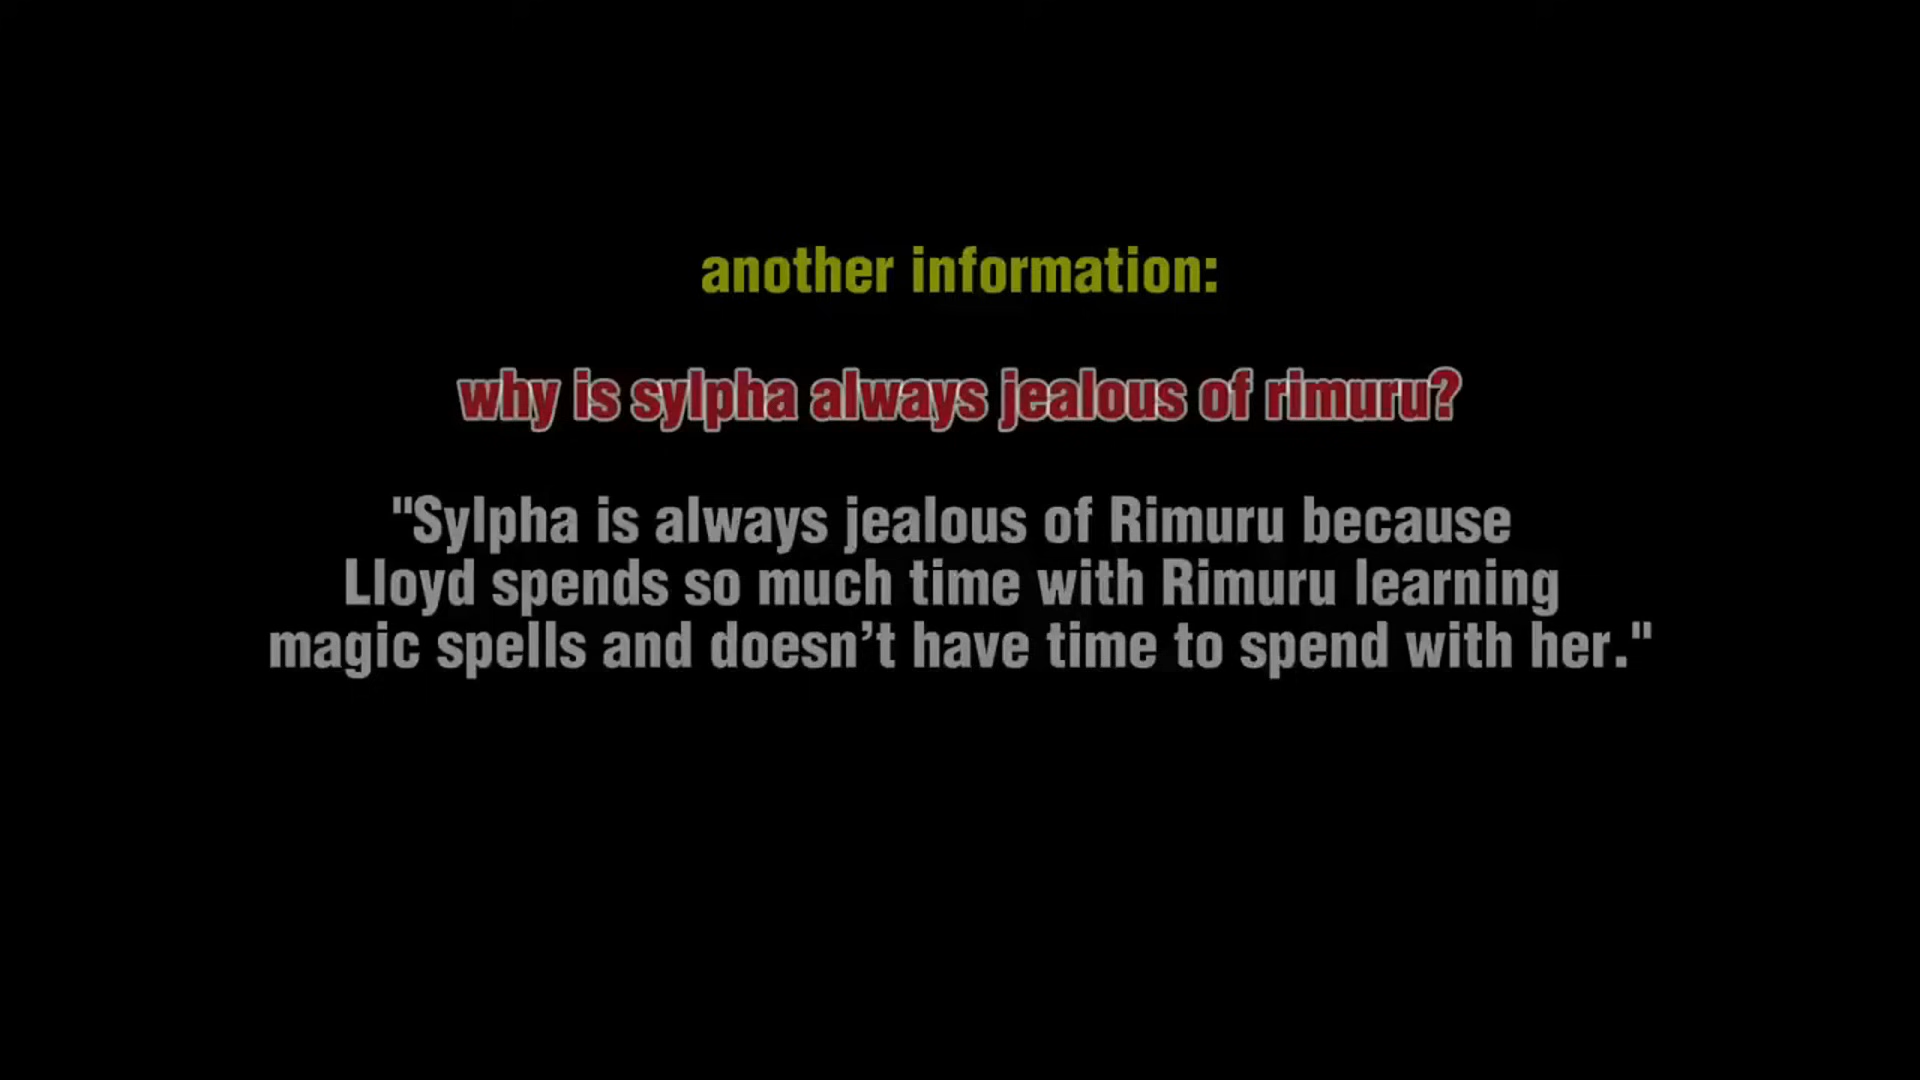 another information:
why is sylpha always jealous of rimuru?
"Sylpha is always jealous of Rimuru because
Lloyd spends so much time with Rimuru learning
magic spells and doesn’t have time to spend with her."